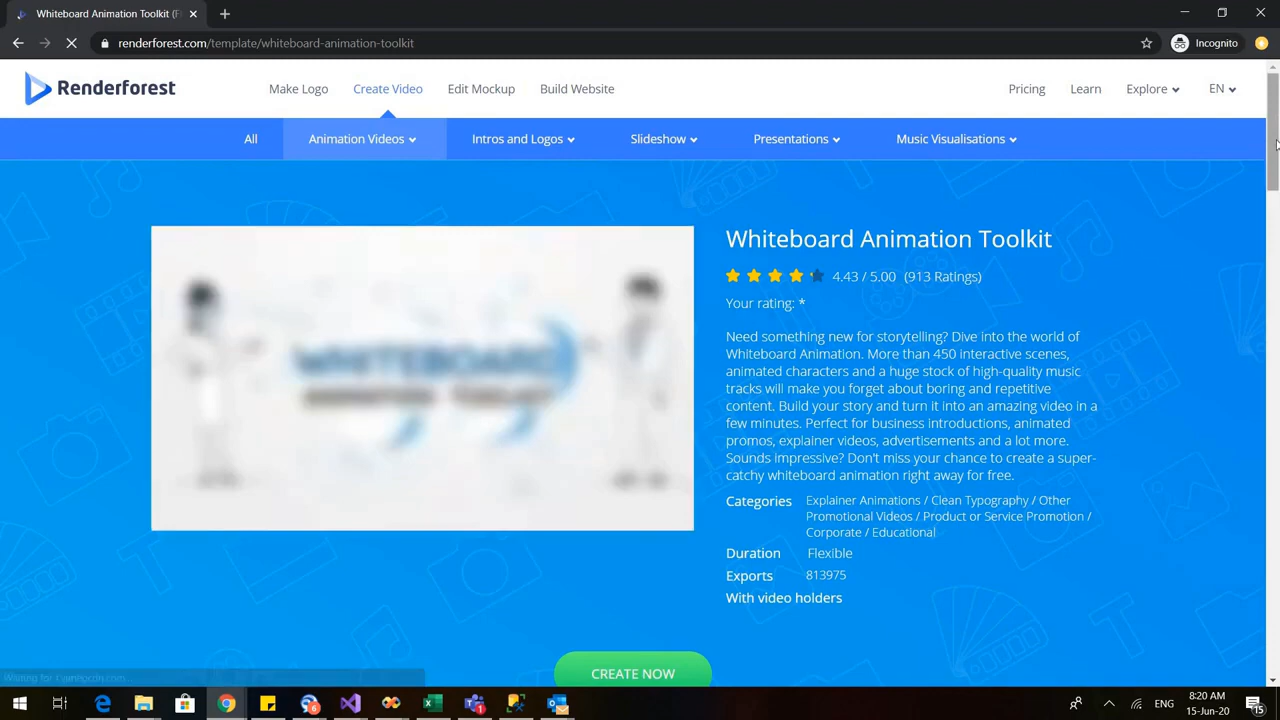 Whiteboard Animation Toolkit (F
renderforest.com/template/whiteboard-animation-toolkit
Incognito
Renderforest
Make Logo
Create Video
Edit Mockup
Build Website
Pricing
Learn
Explore
EN
All
Animation Videos
Intros and Logos
Slideshow
Presentations
Music Visualisations
Whiteboard Animation Toolkit
4.43 / 5.00 (913 Ratings)
Your rating: *
Need something new for storytelling? Dive into the world of
Whiteboard Animation. More than 450 interactive scenes,
animated characters and a huge stock of high-quality music
tracks will make you forget about boring and repetitive
content. Build your story and turn it into an amazing video in a
few minutes. Perfect for business introductions, animated
promos, explainer videos, advertisements and a lot more.
Sounds impressive? Don't miss your chance to create a super-
catchy whiteboard animation right away for free.
Categories Explainer Animations / Clean Typography / Other
Promotional Videos / Product or Service Promotion /
Corporate / Educational
Duration Flexible
Exports 813975
With video holders
CREATE NOW
Waiting for
ENG
8:20 AM
15-Jun-20